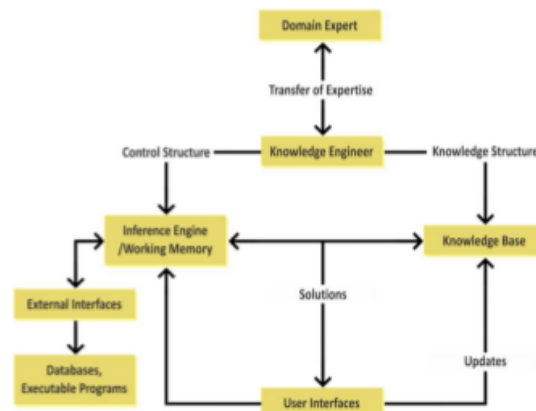 Domain Expert
Transfer of Expertise
Control Structure
Knowledge Engineer
Knowledge Structure
Inference Engine
/Working Memory
Knowledge Base
External Interfaces
Solutions
Databases,
Executable Programs
Updates
User Interfaces